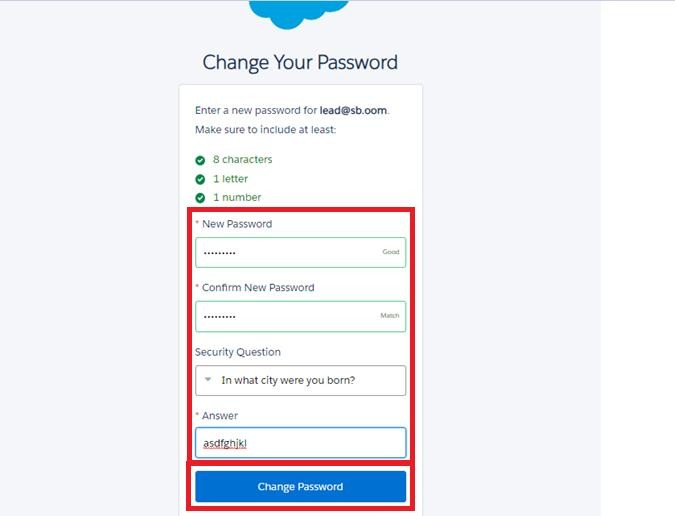 Change Your Password
Enter a new password for lead@sb.oom.
Make sure to include at least:
8 characters
1 letter
1 number
* New Password
••••••••• Good
* Confirm New Password
••••••••• Match
Security Question
In what city were you born?
* Answer
asdfghjkl
Change Password